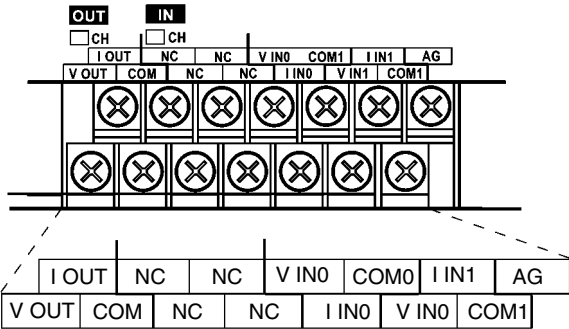 OUT IN
CH CH
I OUT NC NC V IN0 COM1 I IN1 AG
V OUT COM NC NC I IN0 V IN1 COM1
I OUT NC NC V IN0 COM0 I IN1 AG
V OUT COM NC NC I IN0 V IN0 COM1